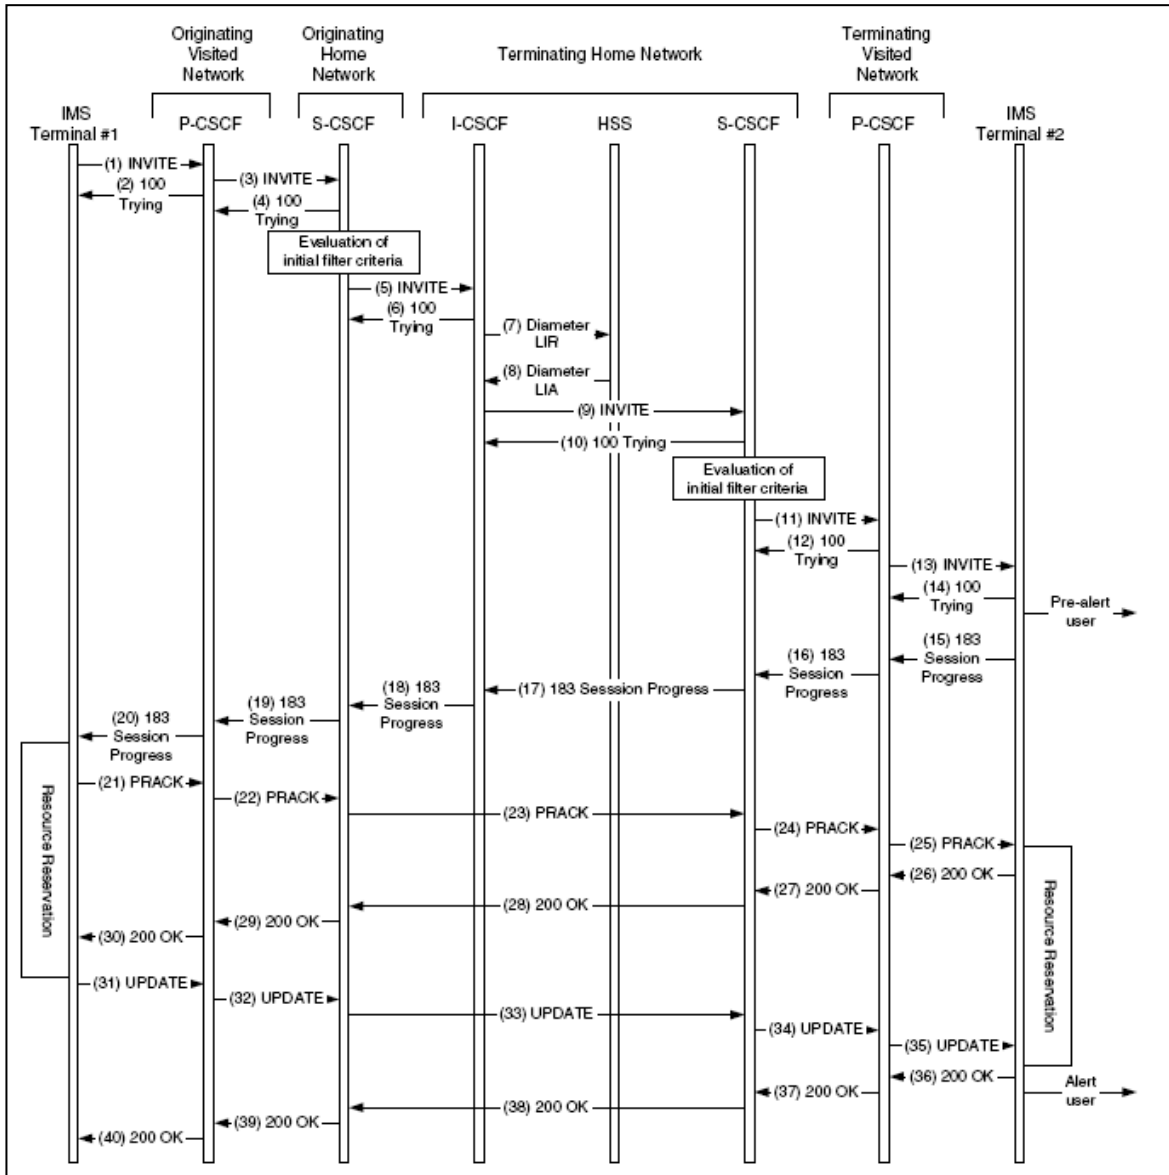 Originating
Visited
Network
Originating
Home
Network
Terminating Home Network
Terminating
Visited
Network
IMS
Terminal #1
P-CSCF
S-CSCF
I-CSCF
HSS
S-CSCF
P-CSCF
IMS
Terminal #2
(1) INVITE
(2) 100
Trying
(3) INVITE
(4) 100
Trying
Evaluation of
initial filter criteria
(5) INVITE
(6) 100
Trying
(7) Diameter
LIR
(8) Diameter
LIA
(9) INVITE
(10) 100 Trying
Evaluation of
initial filter criteria
(11) INVITE
(12) 100
Trying
(13) INVITE
(14) 100
Trying
Pre-alert
user
(15) 183
Session
Progress
(16) 183
Session
Progress
(17) 183 Sesssion Progress
(18) 183
Session
Progress
(19) 183
Session
Progress
(20) 183
Session
Progress
Resource Reservation
(21) PRACK
(22) PRACK
(23) PRACK
(24) PRACK
(25) PRACK
Resource Reservation
(26) 200 OK
(27) 200 OK
(28) 200 OK
(29) 200 OK
(30) 200 OK
(31) UPDATE
(32) UPDATE
(33) UPDATE
(34) UPDATE
(35) UPDATE
(36) 200 OK
Alert
user
(37) 200 OK
(38) 200 OK
(39) 200 OK
(40) 200 OK